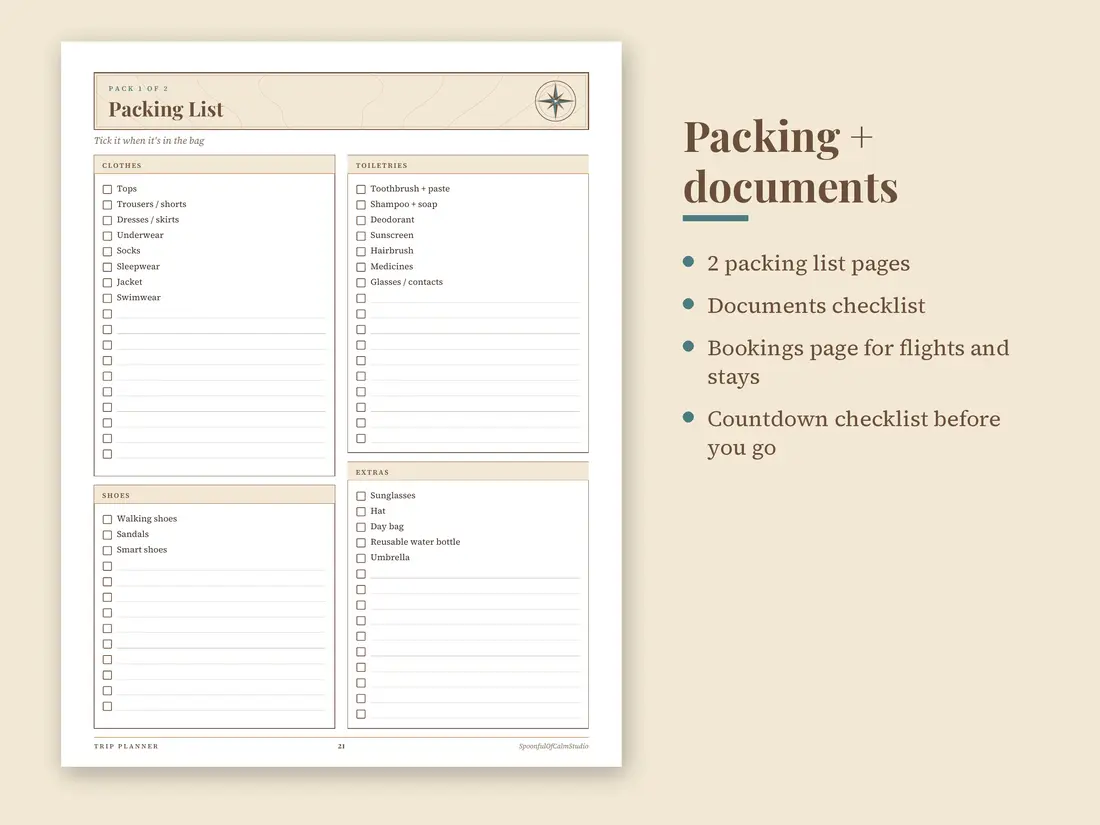 PACK 1 OF 2
Packing List
Tick it when it's in the bag
CLOTHES
Tops
Trousers / shorts
Dresses / skirts
Underwear
Socks
Sleepwear
Jacket
Swimwear
SHOES
Walking shoes
Sandals
Smart shoes
TOILETRIES
Toothbrush + paste
Shampoo + soap
Deodorant
Sunscreen
Hairbrush
Medicines
Glasses / contacts
EXTRAS
Sunglasses
Hat
Day bag
Reusable water bottle
Umbrella
TRIP PLANNER
21
SpoonfulOfCalmStudio
Packing +
documents
2 packing list pages
Documents checklist
Bookings page for flights and
stays
Countdown checklist before
you go